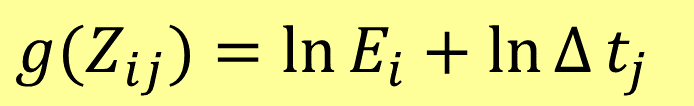 g(Z_{ij}) = ln E_i + ln Δ t_j